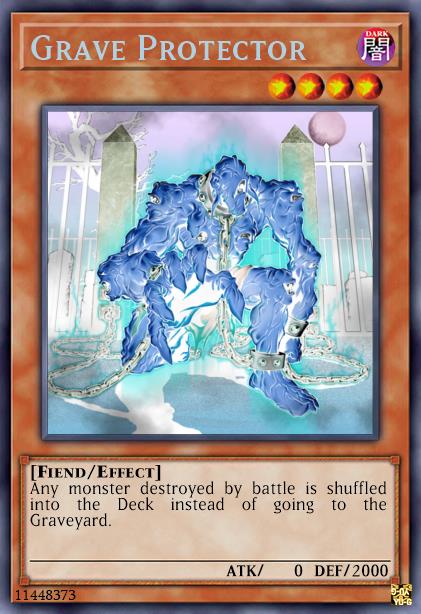 GRAVE PROTECTOR
DARK
闇
[FIEND/EFFECT]
Any monster destroyed by battle is shuffled
into the Deck instead of going to the
Graveyard.
ATK/ 0 DEF/2000
11448373